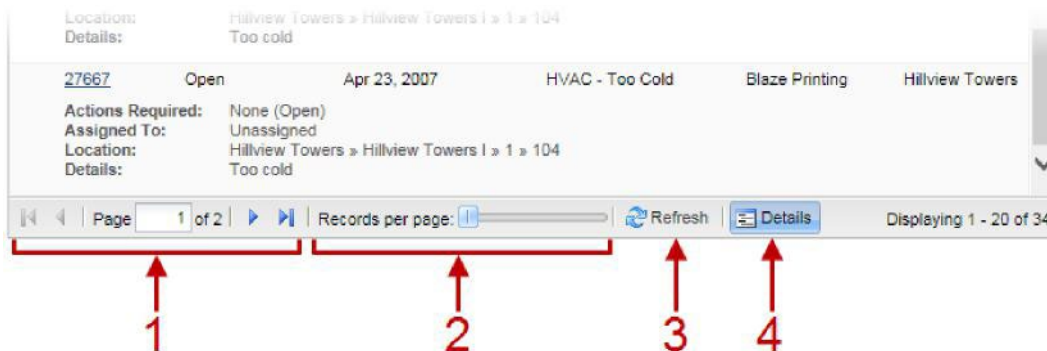 Location: Hillview Towers » Hillview Towers I » 1 » 104
Details: Too cold
27667 Open Apr 23, 2007 HVAC - Too Cold Blaze Printing Hillview Towers
Actions Required: None (Open)
Assigned To: Unassigned
Location: Hillview Towers » Hillview Towers I » 1 » 104
Details: Too cold
Page 1 of 2 Records per page: Refresh Details Displaying 1 - 20 of 34
1 2 3 4